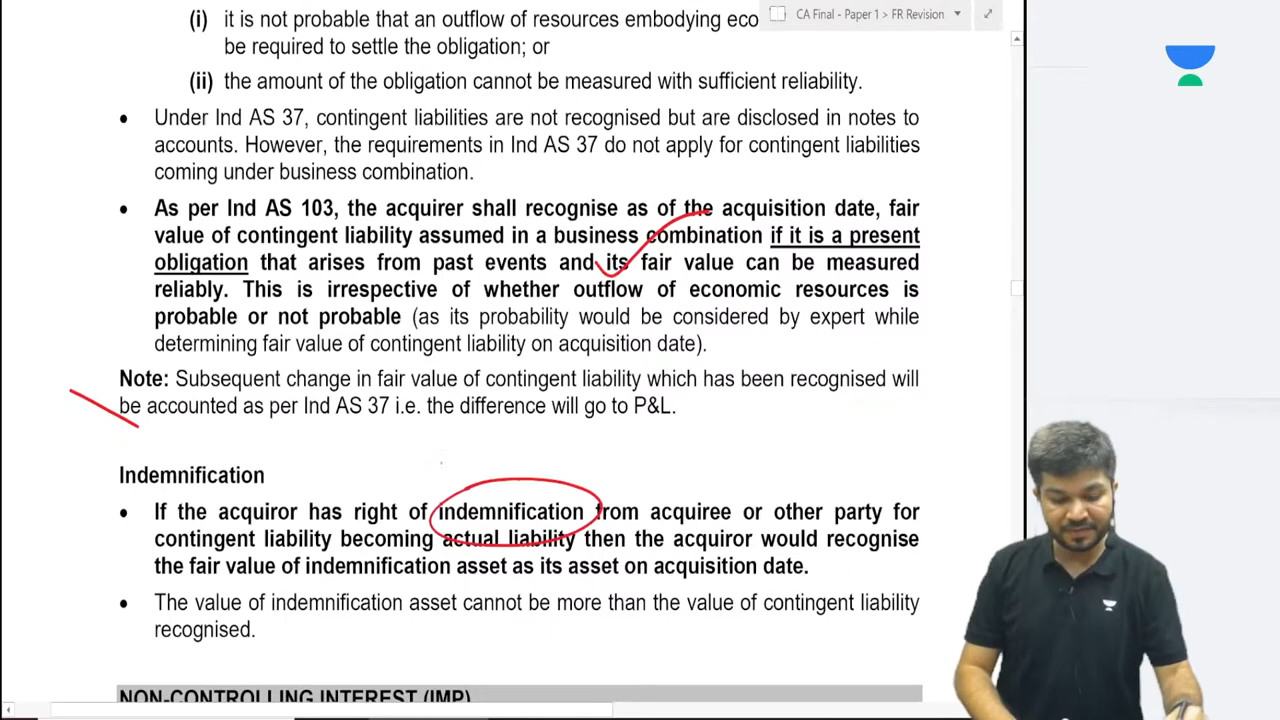 (i) it is not probable that an outflow of resources embodying eco
CA Final - Paper 1 > FR Revision
be required to settle the obligation; or
(ii) the amount of the obligation cannot be measured with sufficient reliability.
• Under Ind AS 37, contingent liabilities are not recognised but are disclosed in notes to
accounts. However, the requirements in Ind AS 37 do not apply for contingent liabilities
coming under business combination.
• As per Ind AS 103, the acquirer shall recognise as of the acquisition date, fair
value of contingent liability assumed in a business combination if it is a present
obligation that arises from past events and its fair value can be measured
reliably. This is irrespective of whether outflow of economic resources is
probable or not probable (as its probability would be considered by expert while
determining fair value of contingent liability on acquisition date).
Note: Subsequent change in fair value of contingent liability which has been recognised will
be accounted as per Ind AS 37 i.e. the difference will go to P&L.
Indemnification
• If the acquiror has right of indemnification from acquiree or other party for
contingent liability becoming actual liability then the acquiror would recognise
the fair value of indemnification asset as its asset on acquisition date.
• The value of indemnification asset cannot be more than the value of contingent liability
recognised.
NON-CONTROLLING INTEREST (IMP)